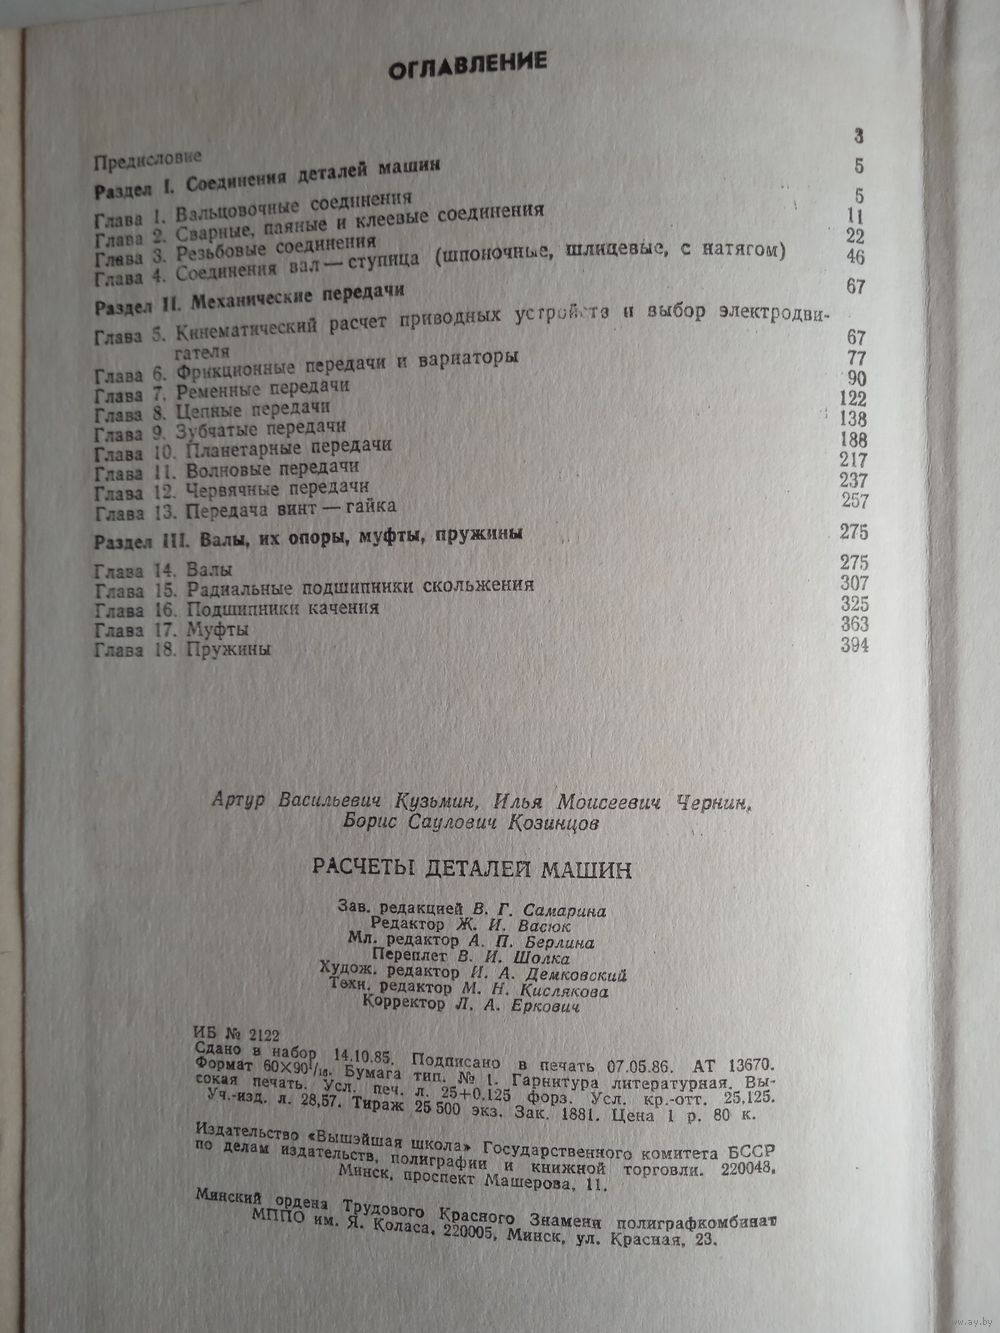 ОГЛАВЛЕНИЕ
Предисловие 3
Раздел I. Соединения деталей машин 5
Глава 1. Вальцовочные соединения 5
Глава 2. Сварные, паяные и клеевые соединения 11
Глава 3. Резьбовые соединения 22
Глава 4. Соединения вал — ступица (шпоночные, шлицевые, с натягом) 46
Раздел II. Механические передачи 67
Глава 5. Кинематический расчет приводных устройств и выбор электродви-
гателя 67
Глава 6. Фрикционные передачи и вариаторы 77
Глава 7. Ременные передачи 90
Глава 8. Цепные передачи 122
Глава 9. Зубчатые передачи 138
Глава 10. Планетарные передачи 188
Глава 11. Волновые передачи 217
Глава 12. Червячные передачи 237
Глава 13. Передача винт — гайка 257
Раздел III. Валы, их опоры, муфты, пружины 275
Глава 14. Валы 275
Глава 15. Радиальные подшипники скольжения 307
Глава 16. Подшипники качения 325
Глава 17. Муфты 363
Глава 18. Пружины 394
Артур Васильевич Кузьмин, Илья Моисеевич Чернин,
Борис Саулович Козинцов
РАСЧЕТЫ ДЕТАЛЕЙ МАШИН
Зав. редакцией В. Г. Самарина
Редактор Ж. И. Васюк
Мл. редактор А. П. Берлина
Переплет В. И. Шолка
Худож. редактор И. А. Демковский
Техн. редактор М. Н. Кислякова
Корректор Л. А. Еркович
ИБ № 2122
Сдано в набор 14.10.85. Подписано в печать 07.05.86. АТ 13670.
Формат 60×90¹/₁₆. Бумага тип. № 1. Гарнитура литературная. Вы-
сокая печать. Усл. печ. л. 25+0,125 форз. Усл. кр.-отт. 25,125.
Уч.-изд. л. 28,57. Тираж 25 500 экз. Зак. 1881. Цена 1 р. 80 к.
Издательство «Вышэйшая школа» Государственного комитета БССР
по делам издательств, полиграфии и книжной торговли. 220048,
Минск, проспект Машерова, 11.
Минский ордена Трудового Красного Знамени полиграфкомбинат
МППО им. Я. Коласа, 220005, Минск, ул. Красная, 23.
ww.ay.by